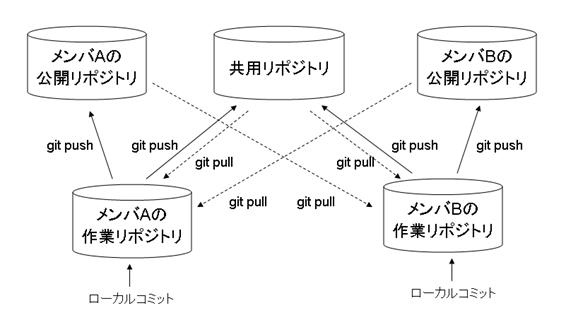 メンバAの
公開リポジトリ
共用リポジトリ
メンバBの
公開リポジトリ
git push
git push
git push
git push
git pull
git pull
git pull
git pull
メンバAの
作業リポジトリ
メンバBの
作業リポジトリ
ローカルコミット
ローカルコミット